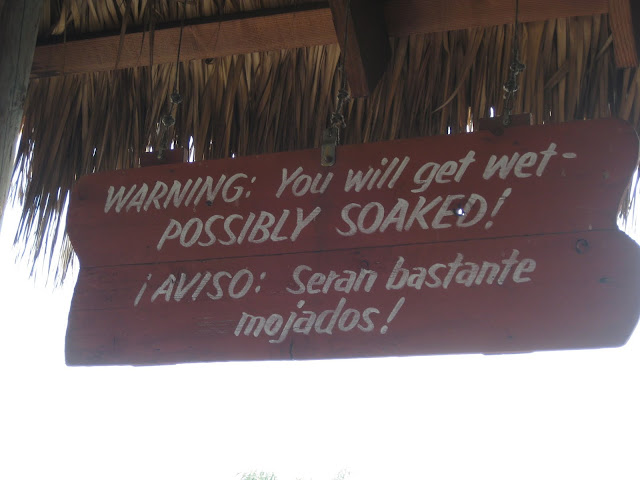 WARNING: You will get wet-
POSSIBLY SOAKED!
¡AVISO: Seran bastante
mojados!